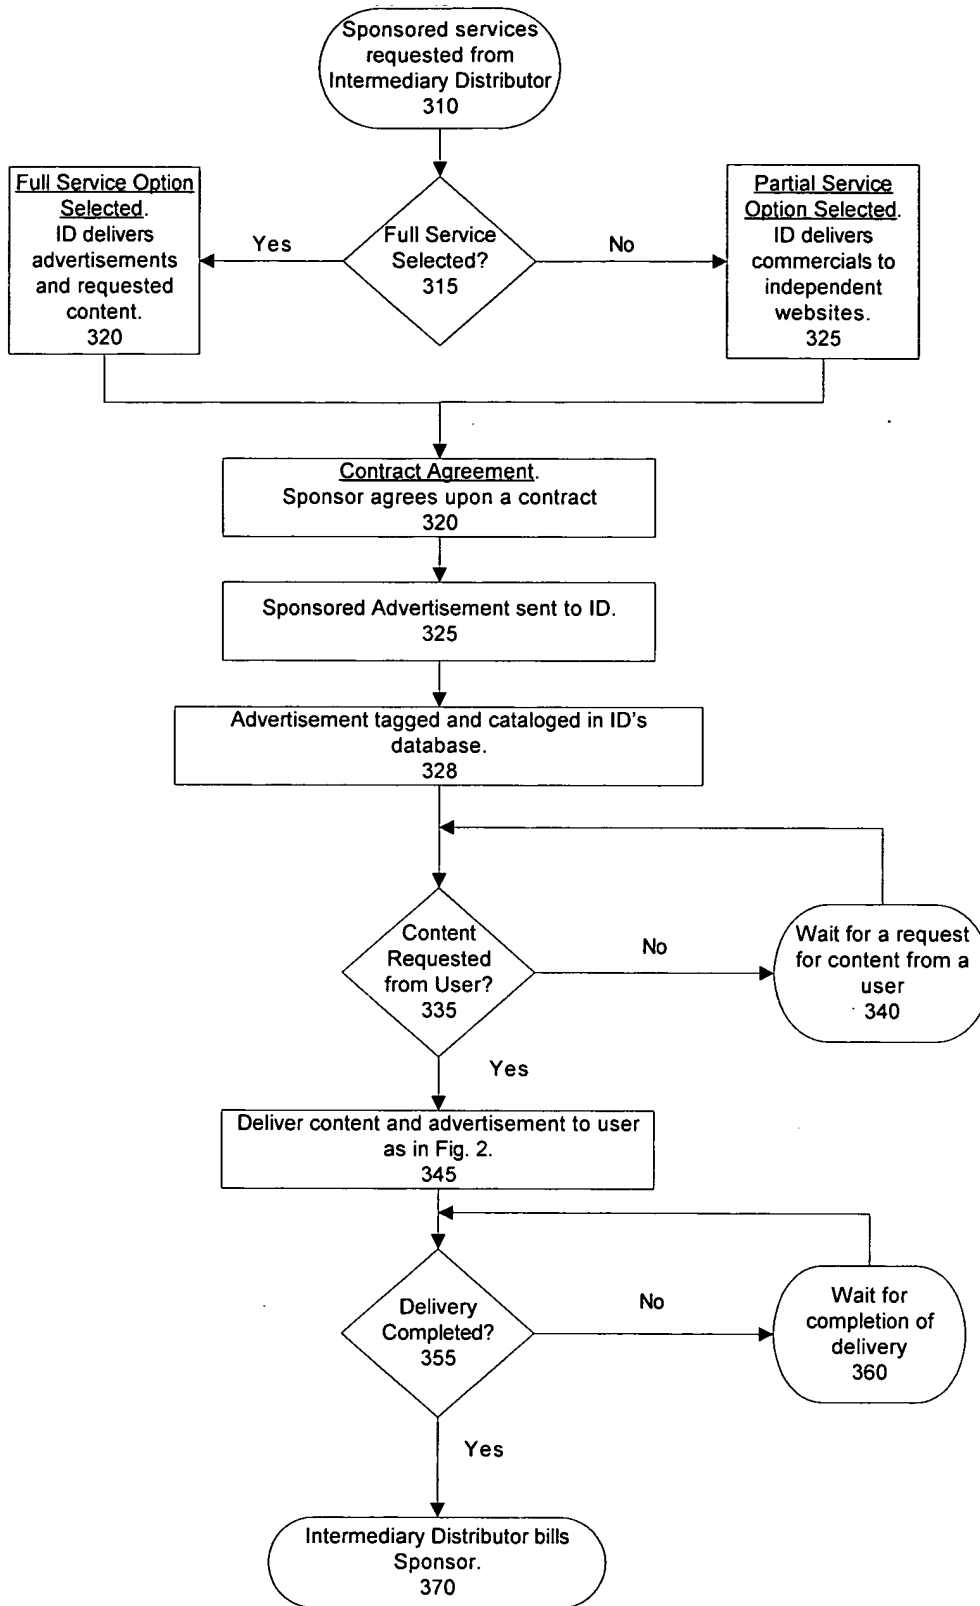 Sponsored services
requested from
Intermediary Distributor
310
Full Service Option
Selected.
ID delivers
advertisements
and requested
content.
320
Yes
Full Service
Selected?
315
No
Partial Service
Option Selected.
ID delivers
commercials to
independent
websites.
325
Contract Agreement.
Sponsor agrees upon a contract
320
Sponsored Advertisement sent to ID.
325
Advertisement tagged and cataloged in ID's
database.
328
Content
Requested
from User?
335
No
Wait for a request
for content from a
user
340
Yes
Deliver content and advertisement to user
as in Fig. 2.
345
Delivery
Completed?
355
No
Wait for
completion of
delivery
360
Yes
Intermediary Distributor bills
Sponsor.
370